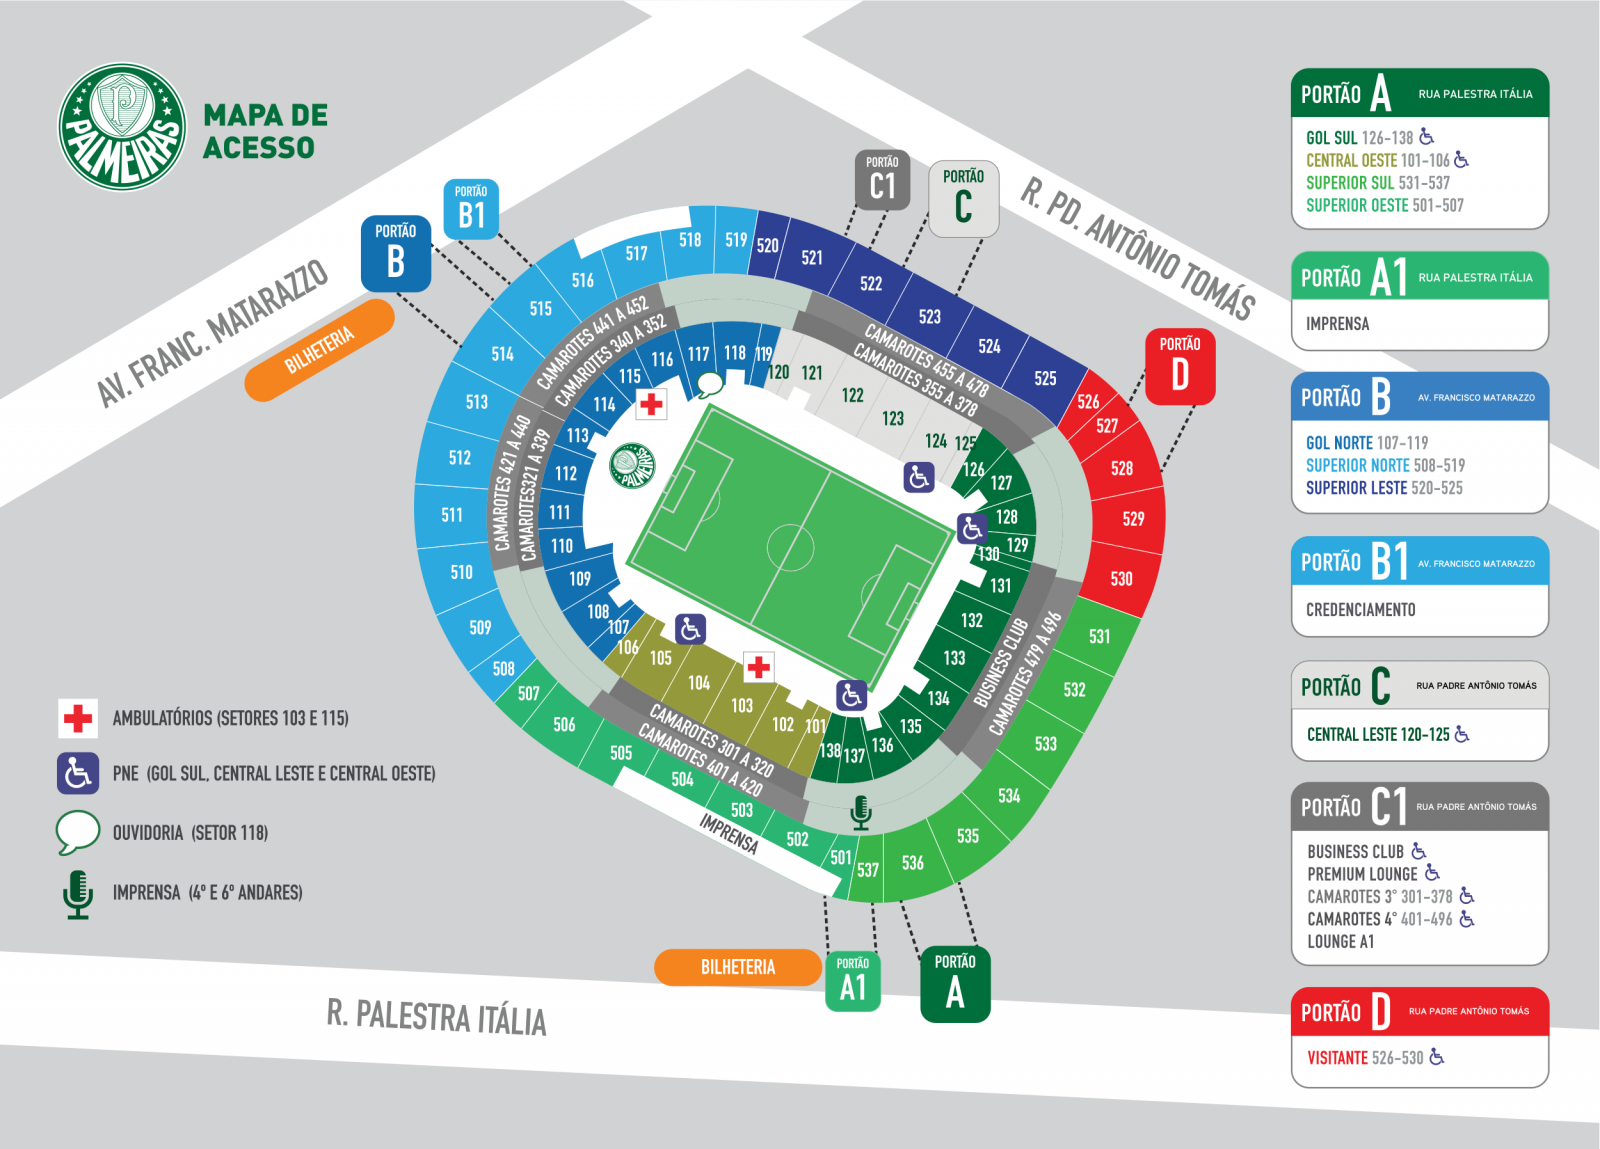 PALMEIRAS
MAPA DE
ACESSO
AV. FRANC. MATARAZZO
R. PD. ANTÔNIO TOMÁS
R. PALESTRA ITÁLIA
BILHETERIA
BILHETERIA
PORTÃO
B
PORTÃO
B1
PORTÃO
C1
PORTÃO
C
PORTÃO
D
PORTÃO
A1
PORTÃO
A
501
502
503
504
505
506
507
508
509
510
511
512
513
514
515
516
517
518
519
520
521
522
523
524
525
526
527
528
529
530
531
532
533
534
535
536
537
IMPRENSA
CAMAROTES 441 A 452
CAMAROTES 340 A 352
CAMAROTES 421 A 440
CAMAROTES321 A 339
CAMAROTES 455 A 478
CAMAROTES 355 A 378
BUSINESS CLUB
CAMAROTES 479 A 496
CAMAROTES 301 A 320
CAMAROTES 401 A 420
101
102
103
104
105
106
107
108
109
110
111
112
113
114
115
116
117
118
119
120
121
122
123
124
125
126
127
128
129
130
131
132
133
134
135
136
137
138
PALMEIRAS
AMBULATÓRIOS (SETORES 103 E 115)
PNE (GOL SUL, CENTRAL LESTE E CENTRAL OESTE)
OUVIDORIA (SETOR 118)
IMPRENSA (4º E 6º ANDARES)
PORTÃO A RUA PALESTRA ITÁLIA
GOL SUL 126-138
CENTRAL OESTE 101-106
SUPERIOR SUL 531-537
SUPERIOR OESTE 501-507
PORTÃO A1 RUA PALESTRA ITÁLIA
IMPRENSA
PORTÃO B AV. FRANCISCO MATARAZZO
GOL NORTE 107-119
SUPERIOR NORTE 508-519
SUPERIOR LESTE 520-525
PORTÃO B1 AV. FRANCISCO MATARAZZO
CREDENCIAMENTO
PORTÃO C RUA PADRE ANTÔNIO TOMÁS
CENTRAL LESTE 120-125
PORTÃO C1 RUA PADRE ANTÔNIO TOMÁS
BUSINESS CLUB
PREMIUM LOUNGE
CAMAROTES 3° 301-378
CAMAROTES 4° 401-496
LOUNGE A1
PORTÃO D RUA PADRE ANTÔNIO TOMÁS
VISITANTE 526-530